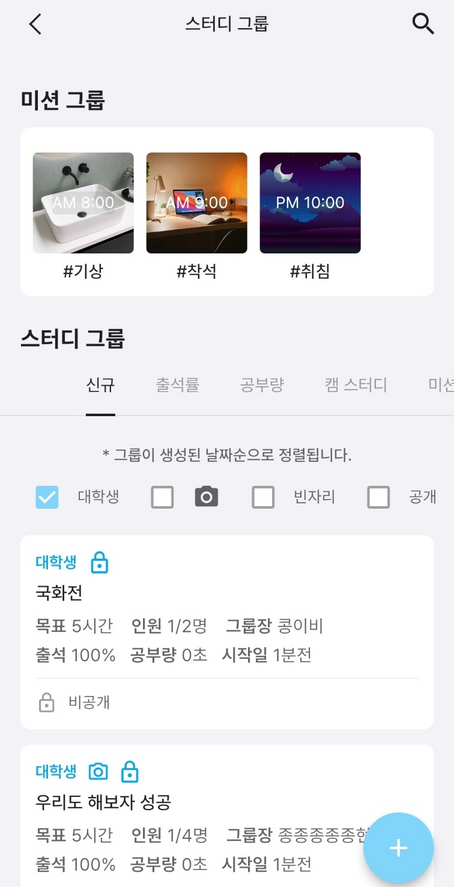 스터디 그룹
미션 그룹
AM 8:00
AM 9:00
PM 10:00
#기상
#착석
#취침
스터디 그룹
신규 출석률 공부량 캠 스터디 미션
* 그룹이 생성된 날짜순으로 정렬됩니다.
대학생 빈자리 공개
대학생
국화전
목표 5시간 인원 1/2명 그룹장 콩이비
출석 100% 공부량 0초 시작일 1분전
비공개
대학생
우리도 해보자 성공
목표 5시간 인원 1/4명 그룹장 종종종종종
출석 100% 공부량 0초 시작일 1분전